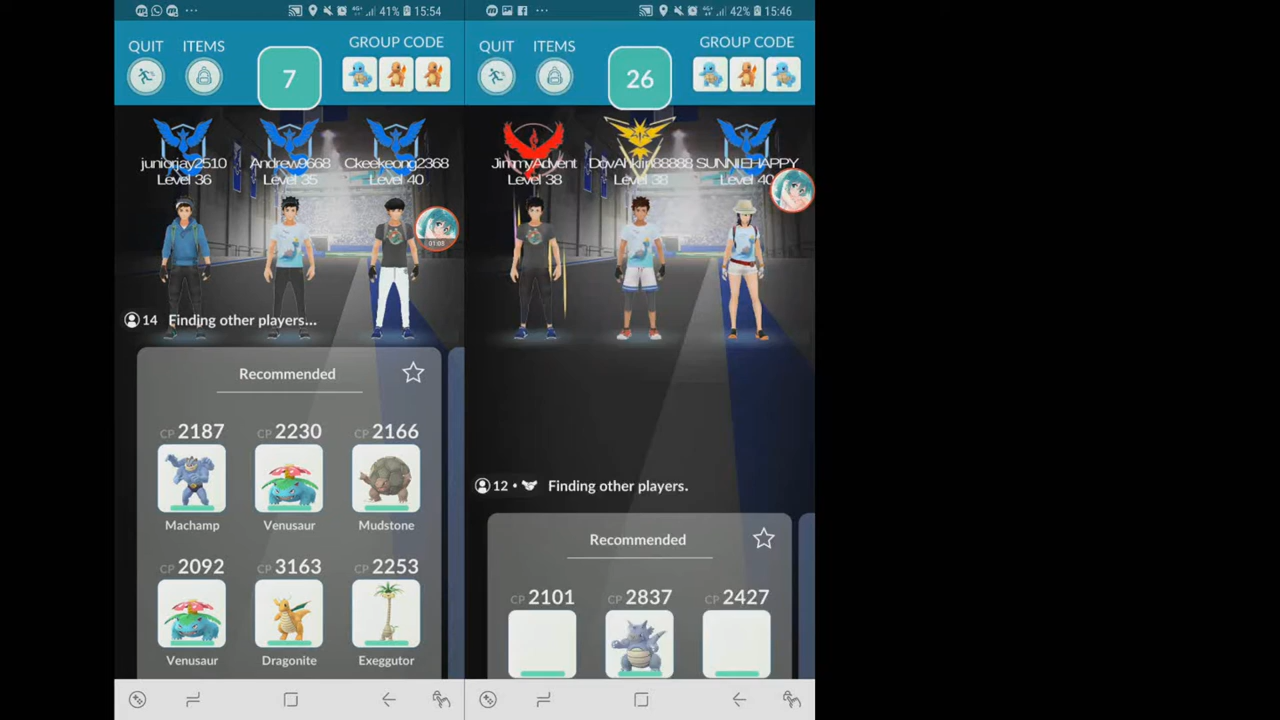 41% 15:54
QUIT ITEMS GROUP CODE
7
juniorjay2510 Andrew9668 Ckeekeong2368
Level 36 Level 35 Level 40
01:03
14 Finding other players...
Recommended
CP 2187 CP 2230 CP 2166
Machamp Venusaur Mudstone
CP 2092 CP 3163 CP 2253
Venusaur Dragonite Exeggutor
42% 15:46
QUIT ITEMS GROUP CODE
26
JimmyAdvent SUNNIEHAPPY
Level 38 Level 38 Level 40
12 • Finding other players.
Recommended
CP 2101 CP 2837 CP 2427